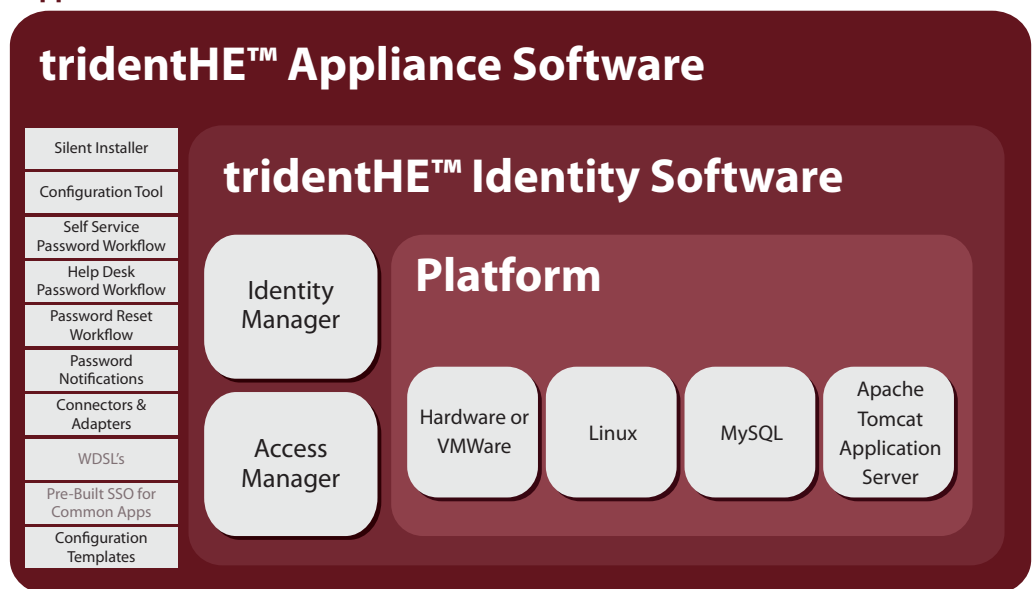 tridentHE™ Appliance Software
Silent Installer
Configuration Tool
Self Service
Password Workflow
Help Desk
Password Workflow
Password Reset
Workflow
Password
Notifications
Connectors &
Adapters
WDSL's
Pre-Built SSO for
Common Apps
Configuration
Templates
tridentHE™ Identity Software
Identity
Manager
Access
Manager
Platform
Hardware or
VMWare
Linux
MySQL
Apache
Tomcat
Application
Server